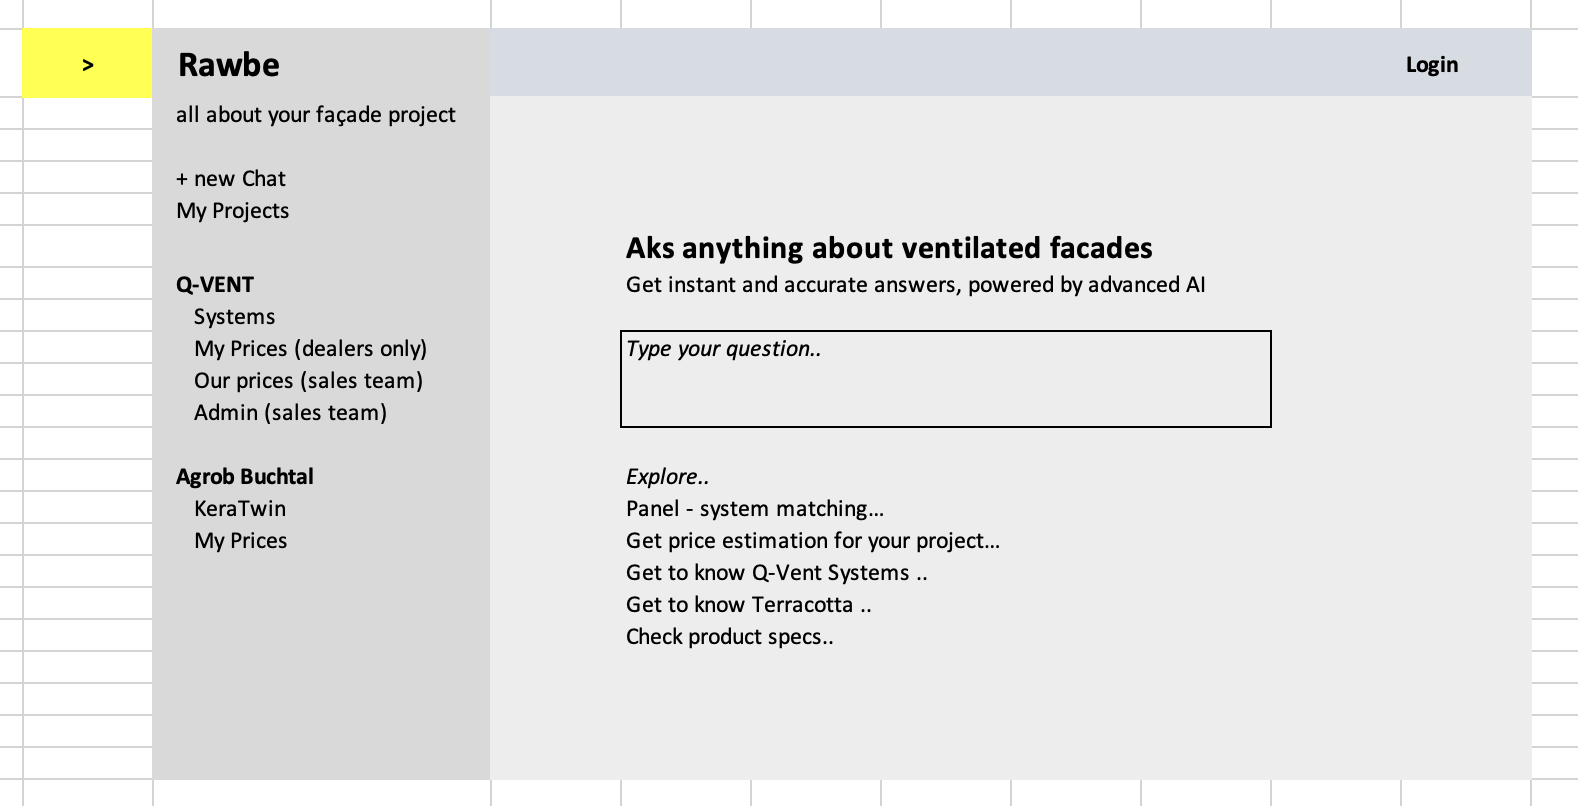 >
Rawbe
Login
all about your façade project
+ new Chat
My Projects
Q-VENT
Systems
My Prices (dealers only)
Our prices (sales team)
Admin (sales team)
Agrob Buchtal
KeraTwin
My Prices
Aks anything about ventilated facades
Get instant and accurate answers, powered by advanced AI
Type your question..
Explore..
Panel - system matching...
Get price estimation for your project...
Get to know Q-Vent Systems ..
Get to know Terracotta ..
Check product specs..